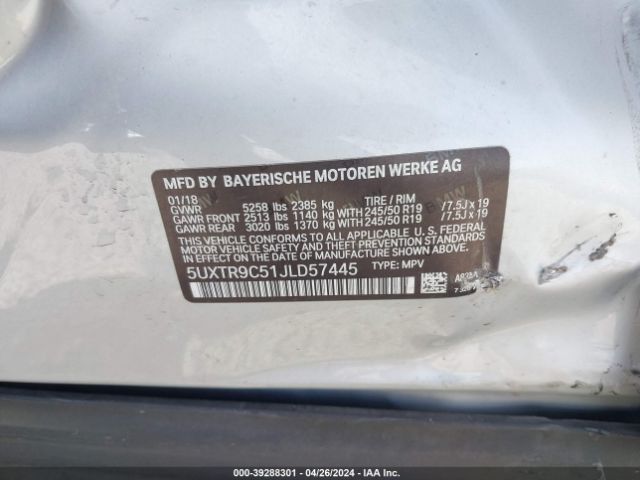 MFD BY BAYERISCHE MOTOREN WERKE AG
01/18 TIRE / RIM
GVWR 5258 lbs 2385 kg
GAWR FRONT 2513 lbs 1140 kg WITH 245/50 R19 /7.5J x 19
GAWR REAR 3020 lbs 1370 kg WITH 245/50 R19 /7.5J x 19
THIS VEHICLE CONFORMS TO ALL APPLICABLE U. S. FEDERAL
MOTOR VEHICLE SAFETY STANDARDS IN EFFECT ON THE
DATE OF MANUFACTURE SHOWN ABOVE.
5UXTR9C51JLD57445 TYPE: MPV
000-39288301 - 04/26/2024 - IAA Inc.